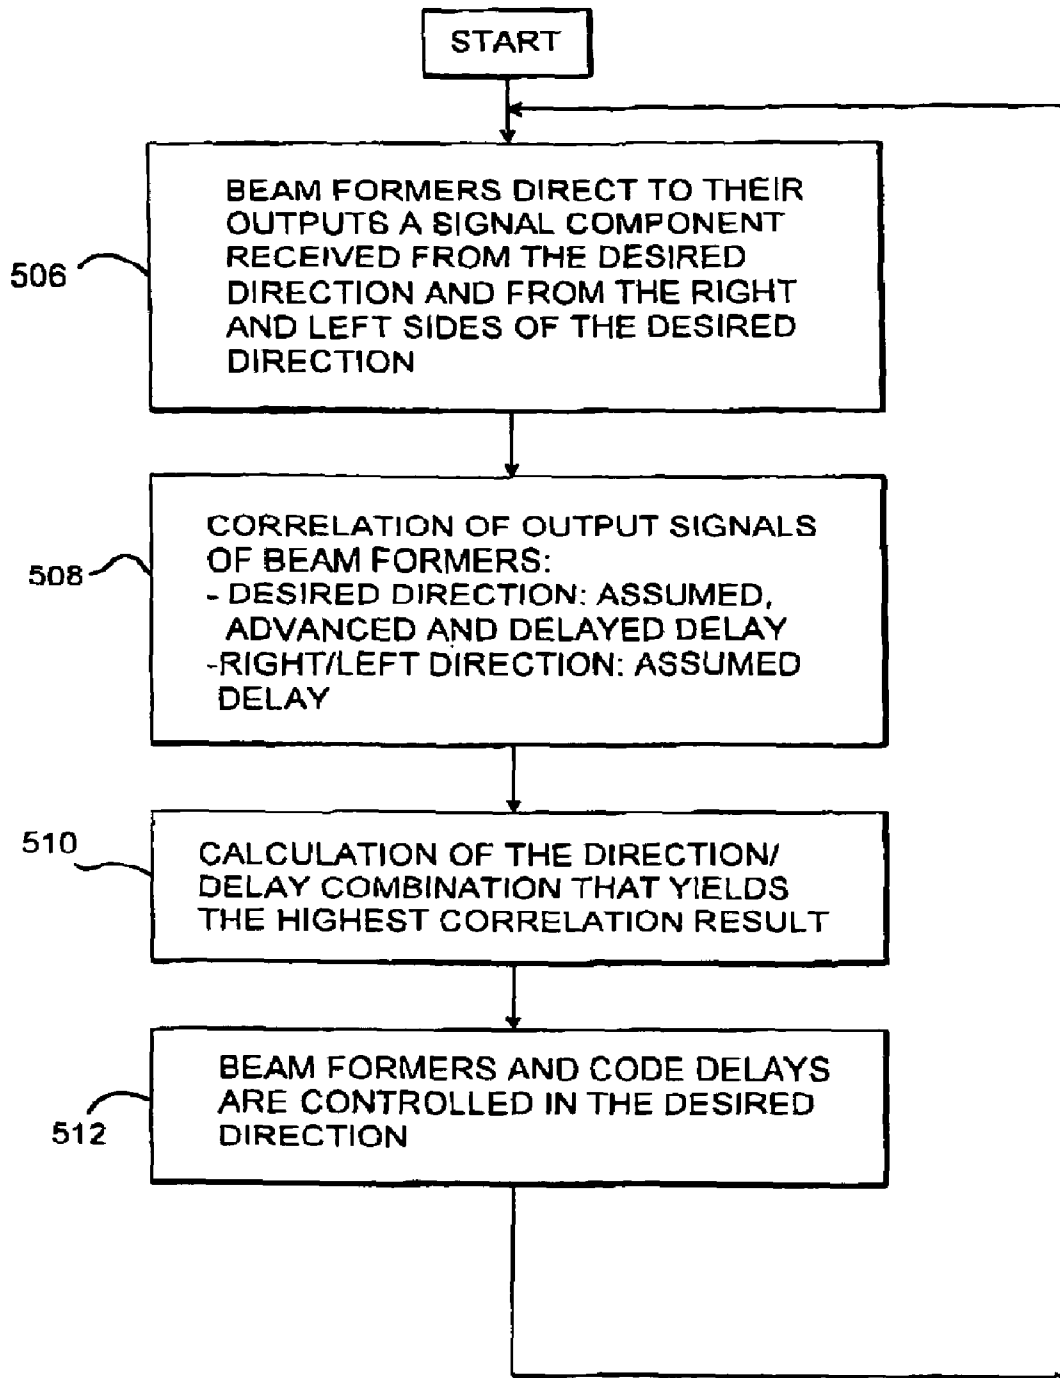 START
506
BEAM FORMERS DIRECT TO THEIR
OUTPUTS A SIGNAL COMPONENT
RECEIVED FROM THE DESIRED
DIRECTION AND FROM THE RIGHT
AND LEFT SIDES OF THE DESIRED
DIRECTION
508
CORRELATION OF OUTPUT SIGNALS
OF BEAM FORMERS:
- DESIRED DIRECTION: ASSUMED,
ADVANCED AND DELAYED DELAY
-RIGHT/LEFT DIRECTION: ASSUMED
DELAY
510
CALCULATION OF THE DIRECTION/
DELAY COMBINATION THAT YIELDS
THE HIGHEST CORRELATION RESULT
512
BEAM FORMERS AND CODE DELAYS
ARE CONTROLLED IN THE DESIRED
DIRECTION